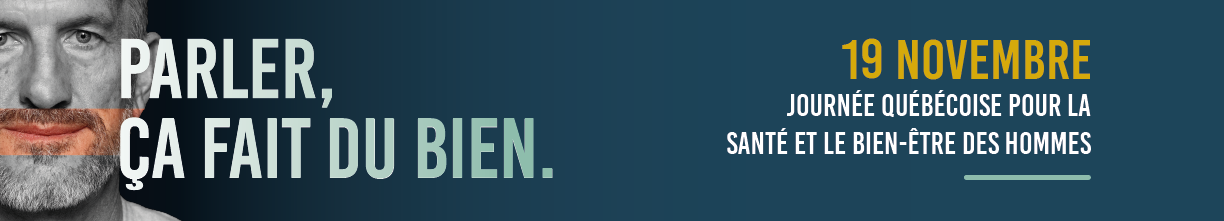 PARLER,
ÇA FAIT DU BIEN.
19 NOVEMBRE
JOURNÉE QUÉBÉCOISE POUR LA
SANTÉ ET LE BIEN-ÊTRE DES HOMMES